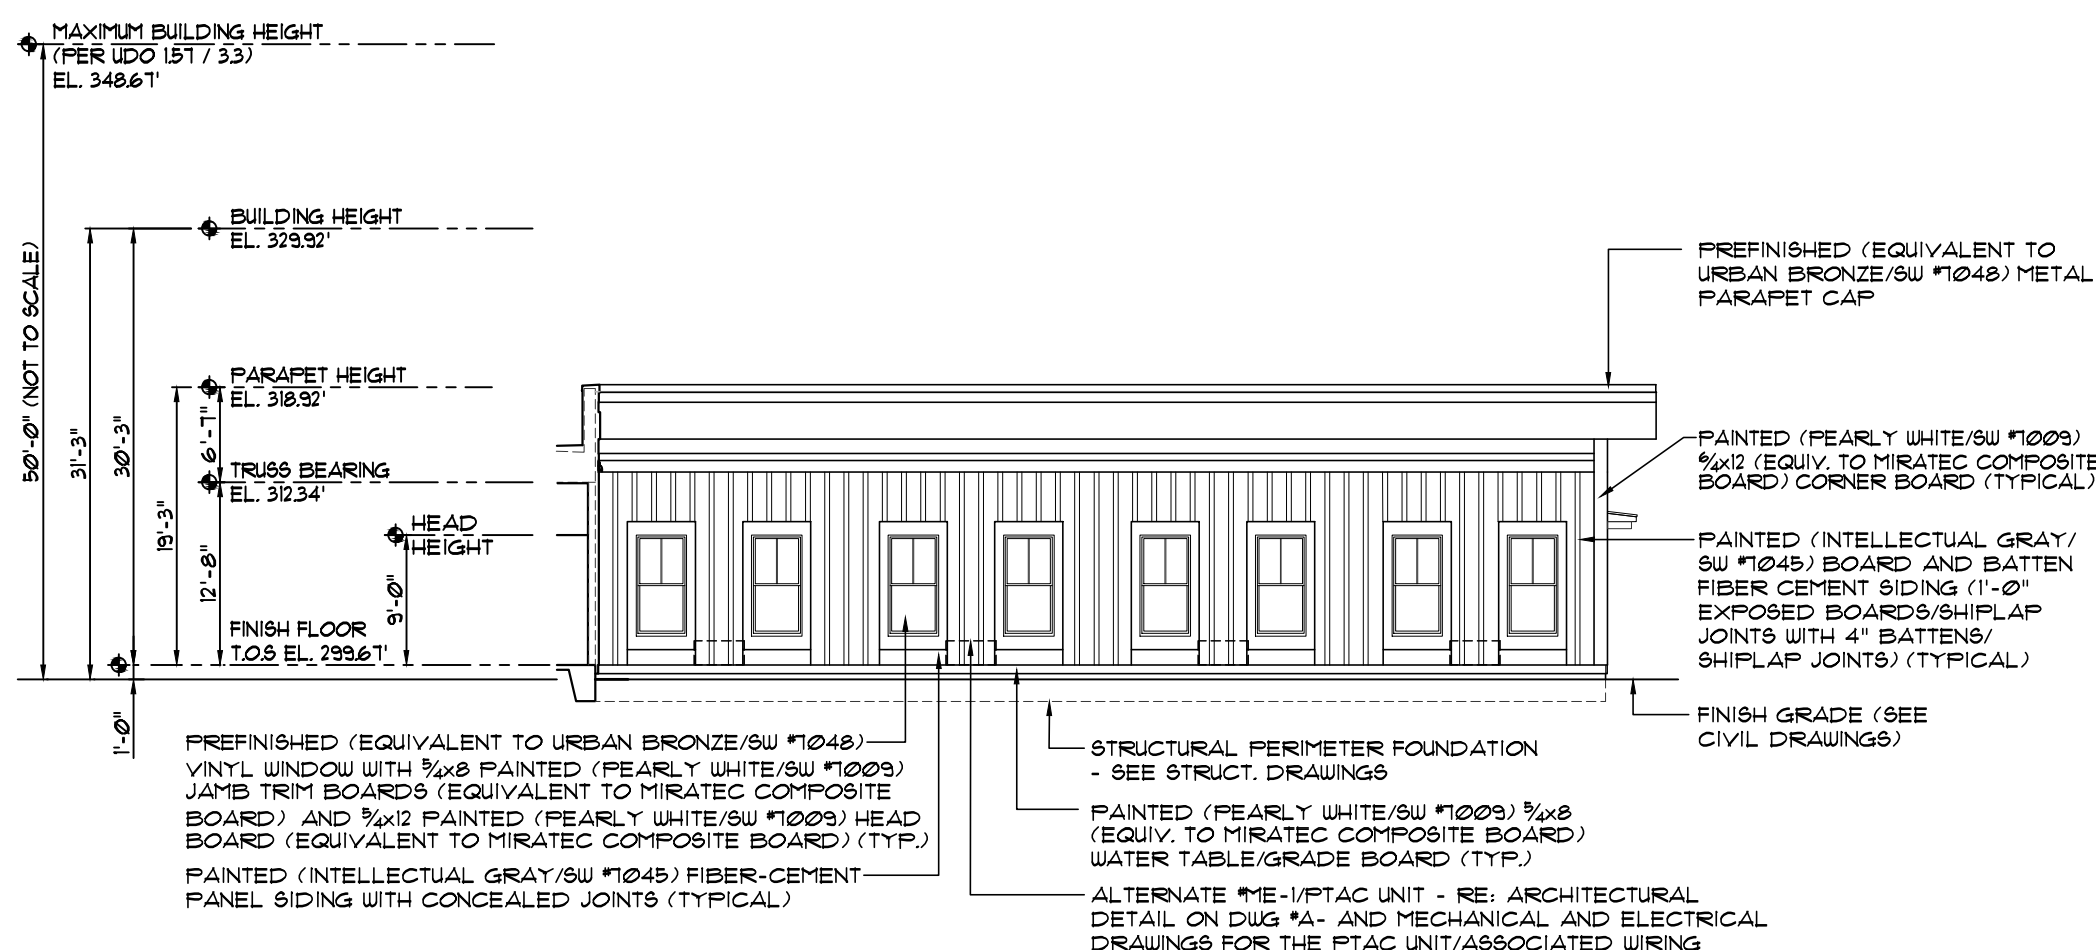 MAXIMUM BUILDING HEIGHT
(PER UDO 1.57 / 3.3)
EL. 348.67'
BUILDING HEIGHT
EL. 329.92'
PARAPET HEIGHT
EL. 318.92'
TRUSS BEARING
EL. 312.34'
HEAD
HEIGHT
FINISH FLOOR
T.O.S EL. 299.67'
50'-0" (NOT TO SCALE)
31'-3"
30'-3"
19'-3"
6'-7"
12'-8"
9'-0"
1'-0"
PREFINISHED (EQUIVALENT TO
URBAN BRONZE/SW #7048) METAL
PARAPET CAP
PAINTED (PEARLY WHITE/SW #7009)
6/4x12 (EQUIV. TO MIRATEC COMPOSITE
BOARD) CORNER BOARD (TYPICAL)
PAINTED (INTELLECTUAL GRAY/
SW #7045) BOARD AND BATTEN
FIBER CEMENT SIDING (1'-0"
EXPOSED BOARDS/SHIPLAP
JOINTS WITH 4" BATTENS/
SHIPLAP JOINTS) (TYPICAL)
FINISH GRADE (SEE
CIVIL DRAWINGS)
PREFINISHED (EQUIVALENT TO URBAN BRONZE/SW #7048)
VINYL WINDOW WITH 5/4x8 PAINTED (PEARLY WHITE/SW #7009)
JAMB TRIM BOARDS (EQUIVALENT TO MIRATEC COMPOSITE
BOARD) AND 5/4x12 PAINTED (PEARLY WHITE/SW #7009) HEAD
BOARD (EQUIVALENT TO MIRATEC COMPOSITE BOARD) (TYP.)
PAINTED (INTELLECTUAL GRAY/SW #7045) FIBER-CEMENT
PANEL SIDING WITH CONCEALED JOINTS (TYPICAL)
STRUCTURAL PERIMETER FOUNDATION
- SEE STRUCT. DRAWINGS
PAINTED (PEARLY WHITE/SW #7009) 5/4x8
(EQUIV. TO MIRATEC COMPOSITE BOARD)
WATER TABLE/GRADE BOARD (TYP.)
ALTERNATE #ME-1/PTAC UNIT - RE: ARCHITECTURAL
DETAIL ON DWG #A- AND MECHANICAL AND ELECTRICAL
DRAWINGS FOR THE PTAC UNIT/ASSOCIATED WIRING